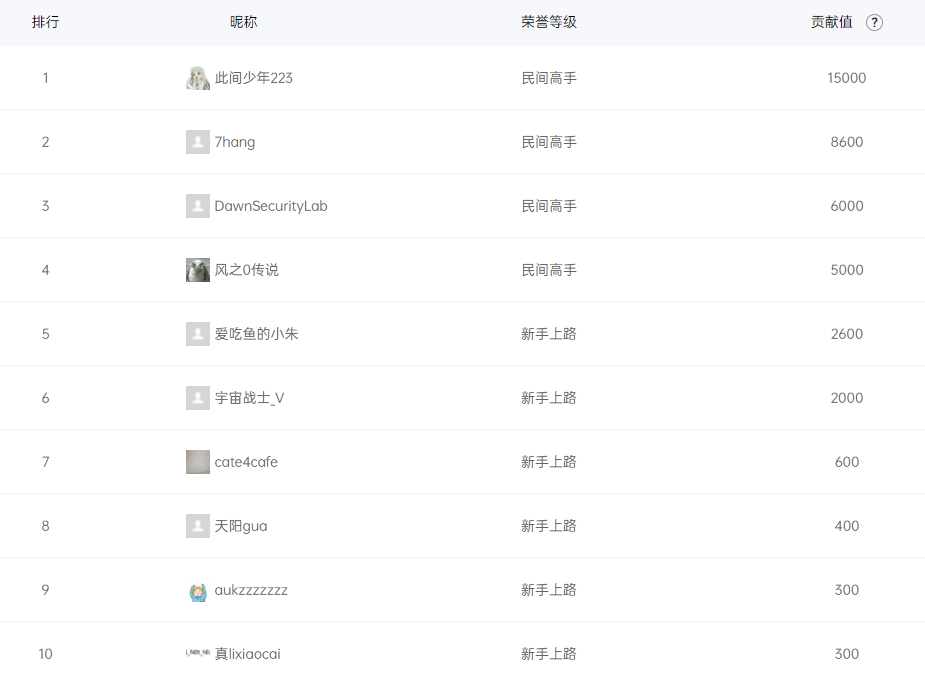 排行 昵称 荣誉等级 贡献值 ?
1 此间少年223 民间高手 15000
2 7hang 民间高手 8600
3 DawnSecurityLab 民间高手 6000
4 风之0传说 民间高手 5000
5 爱吃鱼的小朱 新手上路 2600
6 宇宙战士_V 新手上路 2000
7 cate4cafe 新手上路 600
8 天阳gua 新手上路 400
9 aukzzzzzzz 新手上路 300
10 真lixiaocai 新手上路 300